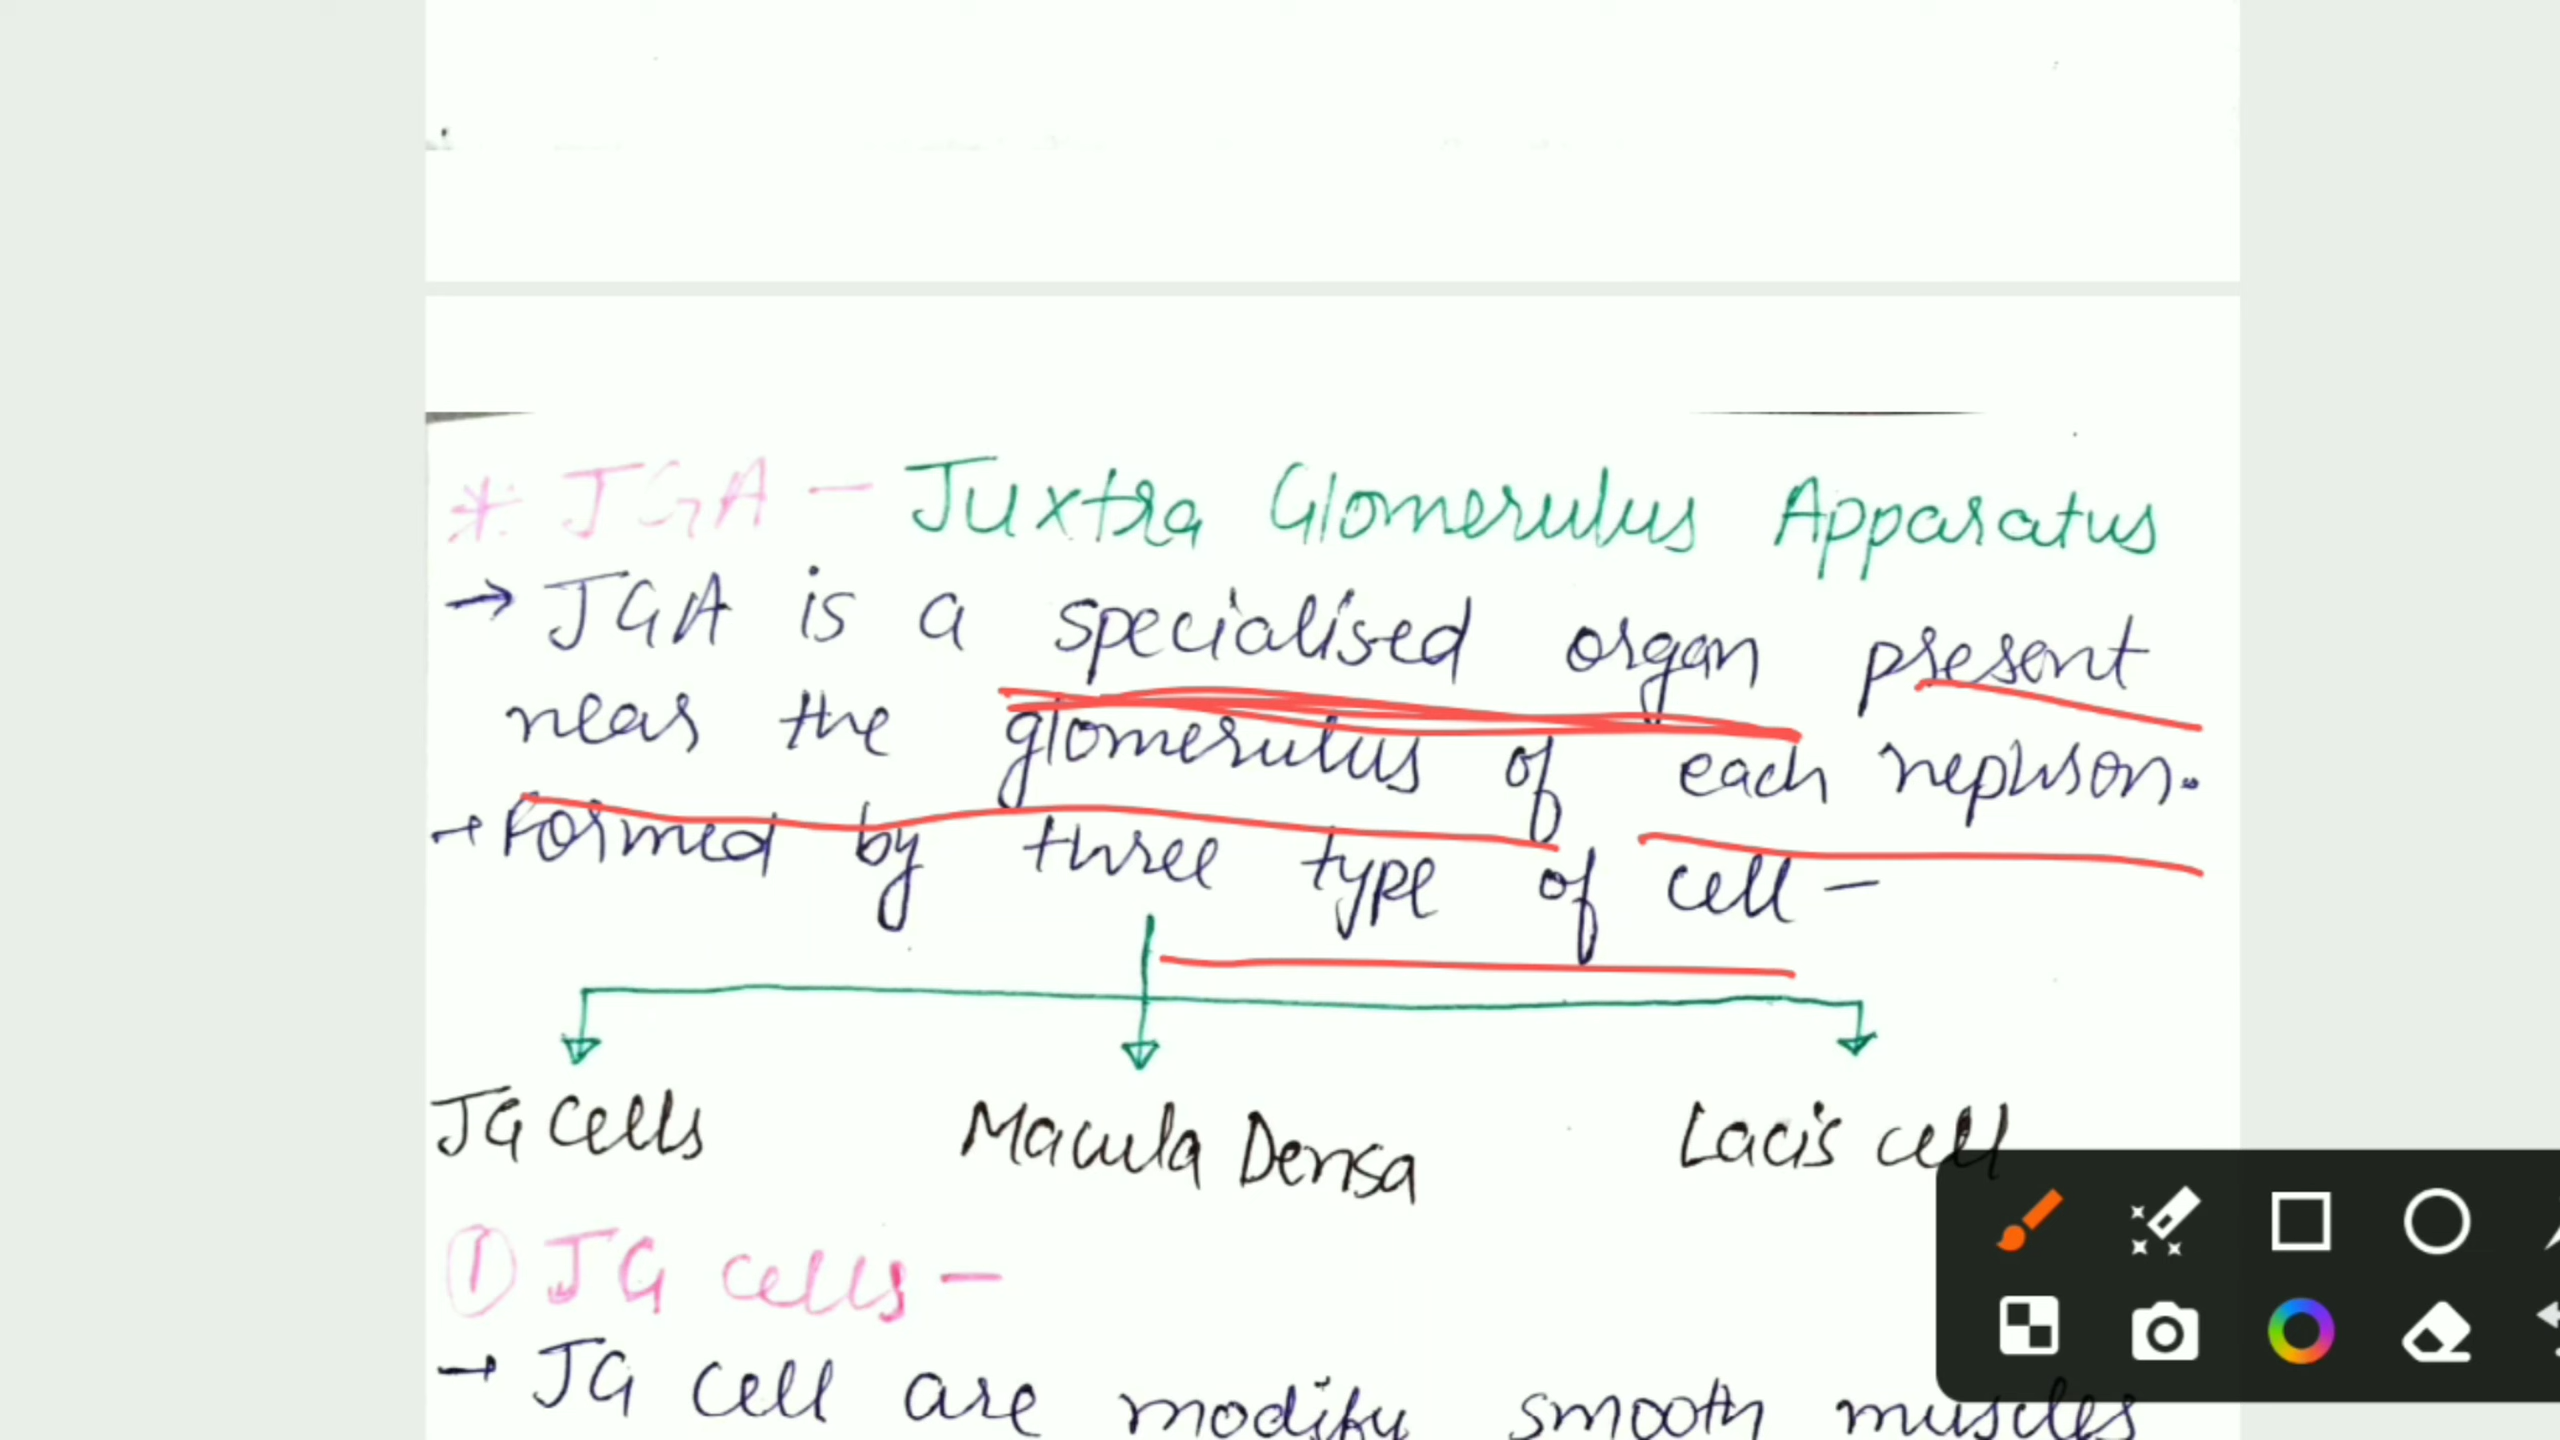 * JGA - Juxtra Glomerulus Apparatus
→ JGA is a specialised organ present
near the glomerulus of each nephron.
→ Formed by three type of cell -
JG Cells Macula Densa Lacis cell
① JG cells -
→ JG cell are modify smooth muscles